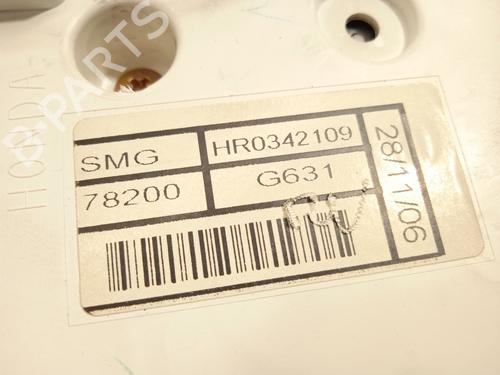 B-PARTS
HONDA
SMG HR0342109
78200 G631
28/11/06